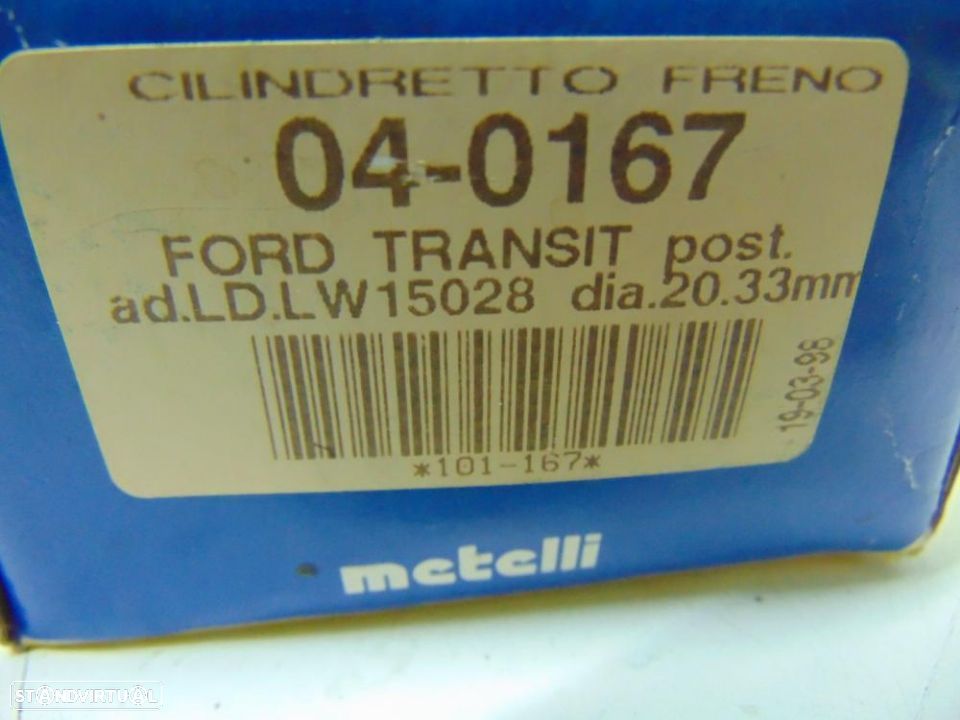 CILINDRETTO FRENO
04-0167
FORD TRANSIT post.
ad.LD.LW15028 dia.20.33mm
19-03-98
*101-167*
metelli
STANDVIRTUAL